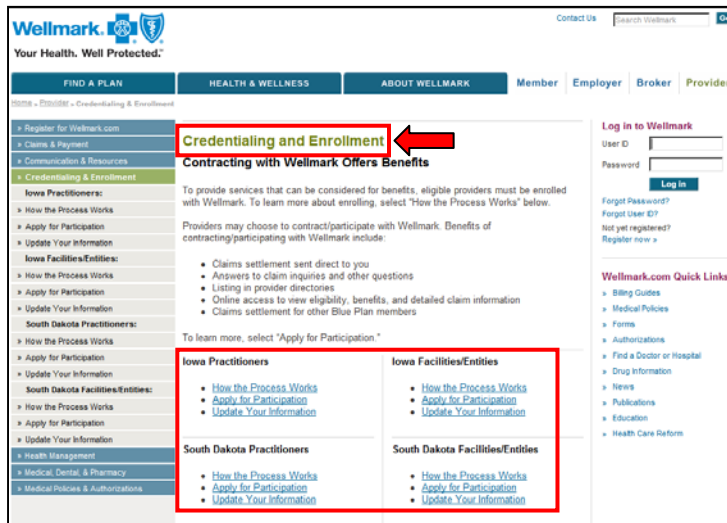 Contact Us Search Wellmark
Wellmark.
Your Health. Well Protected.™
FIND A PLAN HEALTH & WELLNESS ABOUT WELLMARK Member Employer Broker Provider
Home » Provider » Credentialing & Enrollment
» Register for Wellmark.com
» Claims & Payment
» Communication & Resources
» Credentialing & Enrollment
Iowa Practitioners:
» How the Process Works
» Apply for Participation
» Update Your Information
Iowa Facilities/Entities:
» How the Process Works
» Apply for Participation
» Update Your Information
South Dakota Practitioners:
» How the Process Works
» Apply for Participation
» Update Your Information
South Dakota Facilities/Entities:
» How the Process Works
» Apply for Participation
» Update Your Information
» Health Management
» Medical, Dental, & Pharmacy
» Medical Policies & Authorizations
Credentialing and Enrollment
Contracting with Wellmark Offers Benefits
To provide services that can be considered for benefits, eligible providers must be enrolled
with Wellmark. To learn more about enrolling, select "How the Process Works" below.
Providers may choose to contract/participate with Wellmark. Benefits of
contracting/participating with Wellmark include:
• Claims settlement sent direct to you
• Answers to claim inquiries and other questions
• Listing in provider directories
• Online access to view eligibility, benefits, and detailed claim information
• Claims settlement for other Blue Plan members
To learn more, select "Apply for Participation."
Iowa Practitioners
• How the Process Works
• Apply for Participation
• Update Your Information
Iowa Facilities/Entities
• How the Process Works
• Apply for Participation
• Update Your Information
South Dakota Practitioners
• How the Process Works
• Apply for Participation
• Update Your Information
South Dakota Facilities/Entities
• How the Process Works
• Apply for Participation
• Update Your Information
Log in to Wellmark
User ID
Password
Log in
Forgot Password?
Forgot User ID?
Not yet registered?
Register now »
Wellmark.com Quick Links
» Billing Guides
» Medical Policies
» Forms
» Authorizations
» Find a Doctor or Hospital
» Drug Information
» News
» Publications
» Education
» Health Care Reform